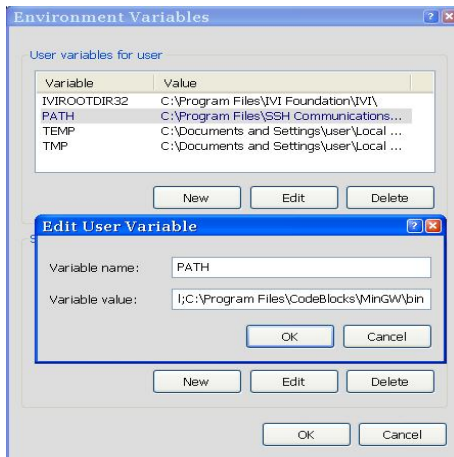 Environment Variables
User variables for user
Variable Value
IVIROOTDIR32 C:\Program Files\IVI Foundation\IVI\
PATH C:\Program Files\SSH Communications...
TEMP C:\Documents and Settings\user\Local ...
TMP C:\Documents and Settings\user\Local ...
New Edit Delete
Edit User Variable
Variable name: PATH
Variable value: l;C:\Program Files\CodeBlocks\MinGW\bin
OK Cancel
New Edit Delete
OK Cancel